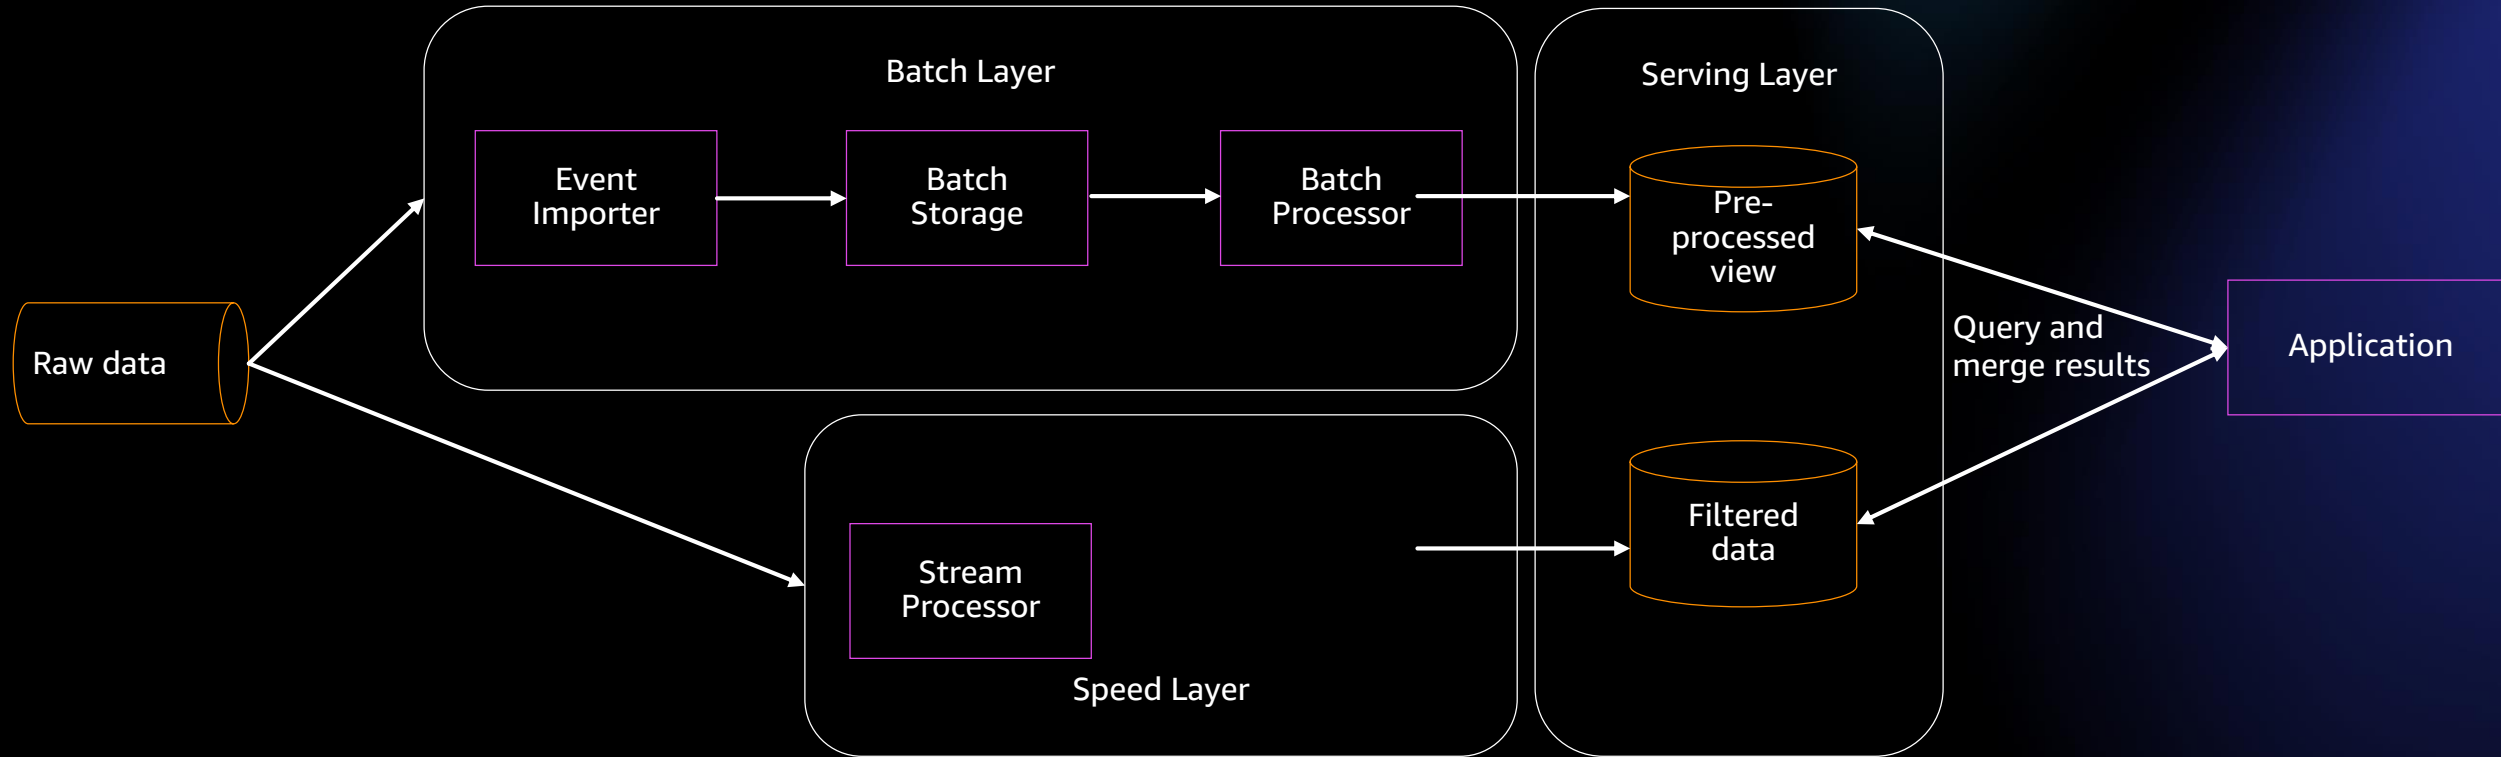 Batch Layer
Serving Layer
Event
Importer
Batch
Storage
Batch
Processor
Pre-
processed
view
Query and
merge results
Application
Raw data
Filtered
data
Stream
Processor
Speed Layer